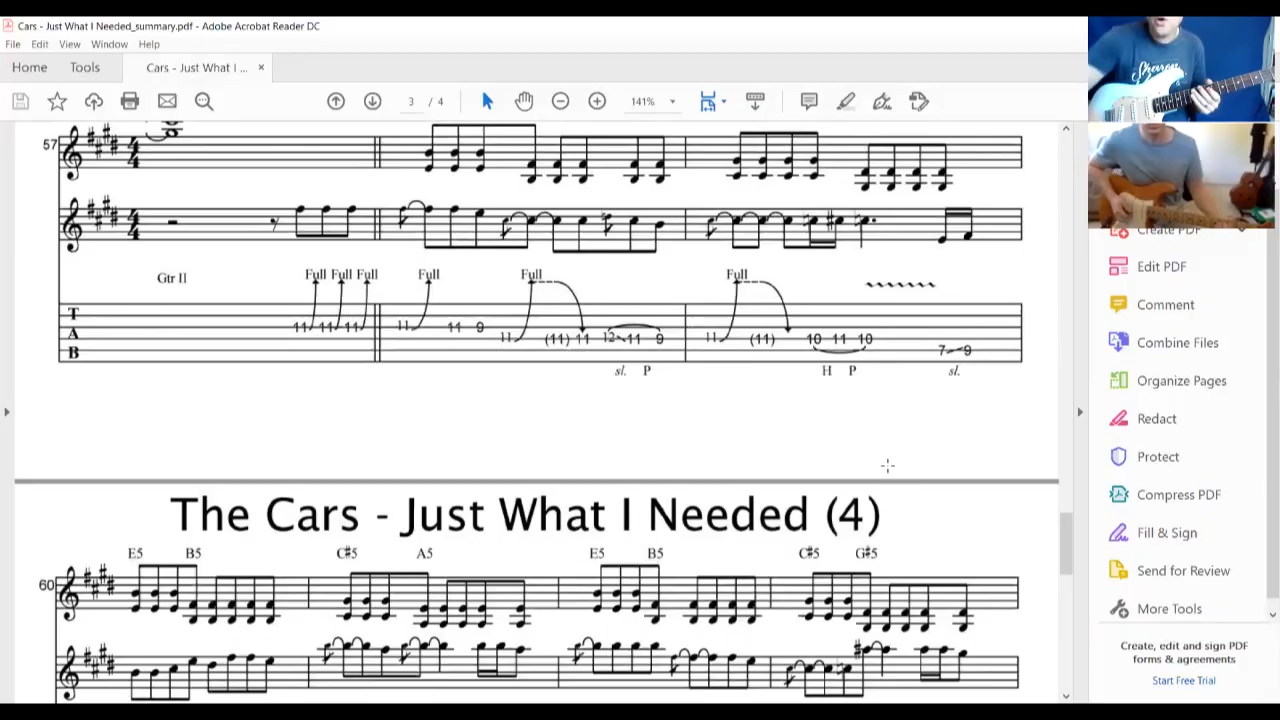 Cars - Just What I Needed_summary.pdf - Adobe Acrobat Reader DC
File Edit View Window Help
Home Tools Cars - Just What I ... ×
3 / 4 141%
57
Gtr II
Full Full Full Full Full Full
T
A
B
11 11 11 11 11 9 11 (11) 11 12 11 9 11 (11) 10 11 10 7 9
sl. P H P sl.
The Cars - Just What I Needed (4)
E5 B5 C#5 A5 E5 B5 C#5 G#5
60
Create PDF
Edit PDF
Comment
Combine Files
Organize Pages
Redact
Protect
Compress PDF
Fill & Sign
Send for Review
More Tools
Create, edit and sign PDF
forms & agreements
Start Free Trial